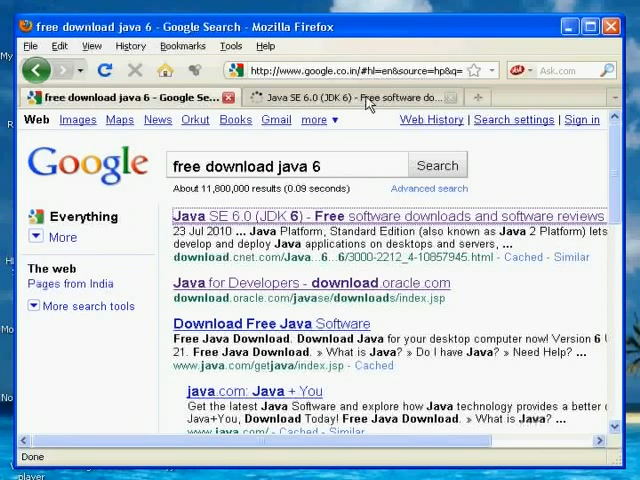 free download java 6 - Google Search - Mozilla Firefox
File Edit View History Bookmarks Tools Help
http://www.google.co.in/#hl=en&source=hp&q= Ask.com
free download java 6 - Google Se... Java SE 6.0 (JDK 6) - Free software do...
Web Images Maps News Orkut Books Gmail more ▼ Web History | Search settings | Sign in
Google free download java 6 Search
About 11,800,000 results (0.09 seconds) Advanced search
Everything
More
The web
Pages from India
More search tools
Java SE 6.0 (JDK 6) - Free software downloads and software reviews
23 Jul 2010 ... Java Platform, Standard Edition (also known as Java 2 Platform) lets
develop and deploy Java applications on desktops and servers, ...
download.cnet.com/Java...6...6/3000-2212_4-10857945.html - Cached - Similar
Java for Developers - download.oracle.com
download.oracle.com/javase/downloads/index.jsp
Download Free Java Software
Free Java Download. Download Java for your desktop computer now! Version 6 U
21. Free Java Download. » What is Java? » Do I have Java? » Need Help? ...
www.java.com/getjava/index.jsp - Cached
java.com: Java + You
Get the latest Java Software and explore how Java technology provides a better d
Java+You, Download Today! Free Java Download. » What is Java? ...
www.java.com/ - Cached - Similar
Done
player